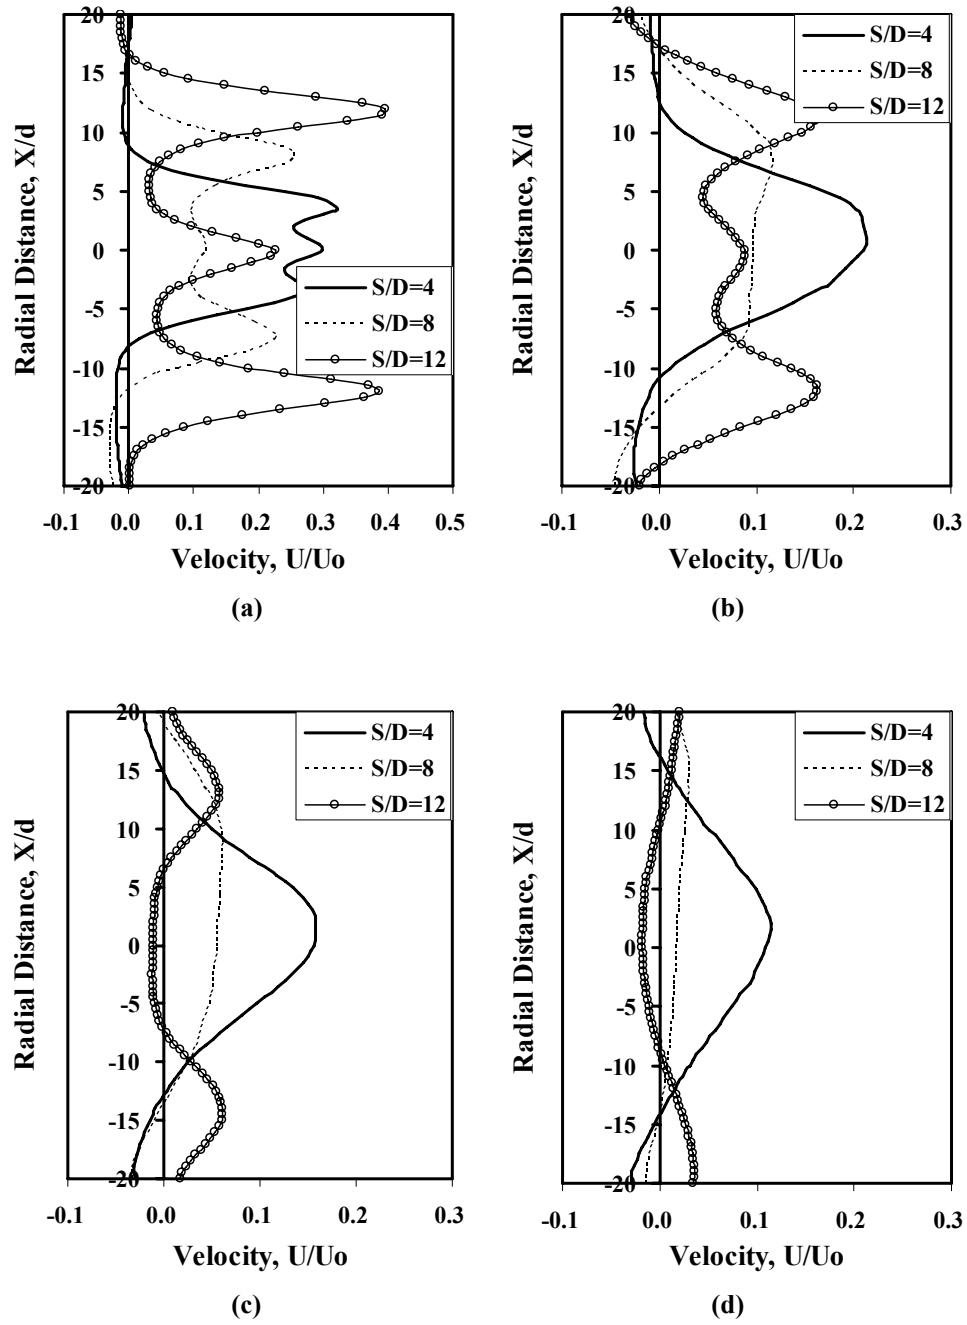 20
15
10
5
0
-5
-10
-15
-20
Radial Distance, X/d
S/D=4
S/D=8
S/D=12
-0.1 0.0 0.1 0.2 0.3 0.4 0.5
Velocity, U/Uo
(a)
20
15
10
5
0
-5
-10
-15
-20
Radial Distance, X/d
S/D=4
S/D=8
S/D=12
-0.1 0.0 0.1 0.2 0.3
Velocity, U/Uo
(b)
20
15
10
5
0
-5
-10
-15
-20
Radial Distance, X/d
S/D=4
S/D=8
S/D=12
-0.1 0.0 0.1 0.2 0.3
Velocity, U/Uo
(c)
20
15
10
5
0
-5
-10
-15
-20
Radial Distance, X/d
S/D=4
S/D=8
S/D=12
-0.1 0.0 0.1 0.2 0.3
Velocity, U/Uo
(d)